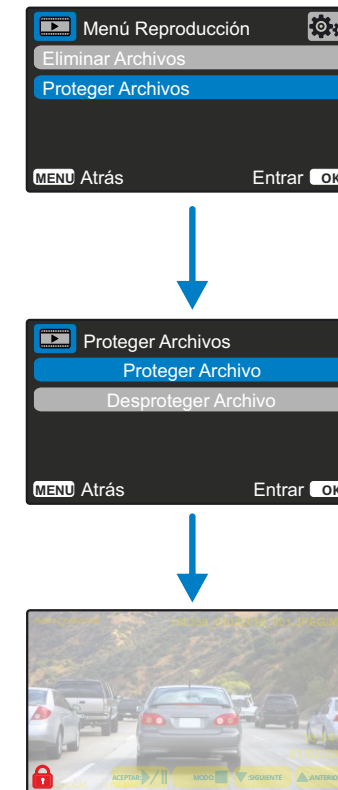 Menú Reproducción
Eliminar Archivos
Proteger Archivos
MENU Atrás Entrar OK
Proteger Archivos
Proteger Archivo
Desproteger Archivo
MENU Atrás Entrar OK
ACEPTAR: MODO: :SIGUIENTE